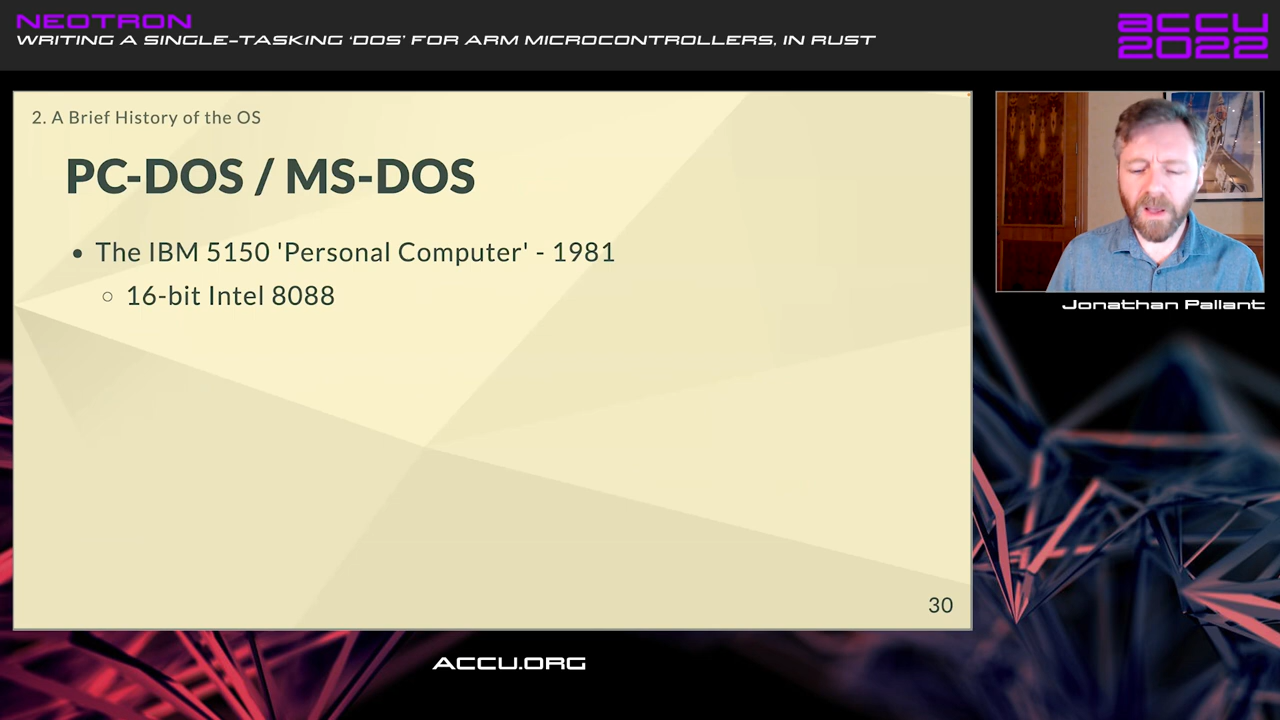 NEOTRON
WRITING A SINGLE-TASKING 'DOS' FOR ARM MICROCONTROLLERS, IN RUST
ACCU
2022
2. A Brief History of the OS
PC-DOS / MS-DOS
• The IBM 5150 'Personal Computer' - 1981
○ 16-bit Intel 8088
30
Jonathan Pallant
ACCU.ORG